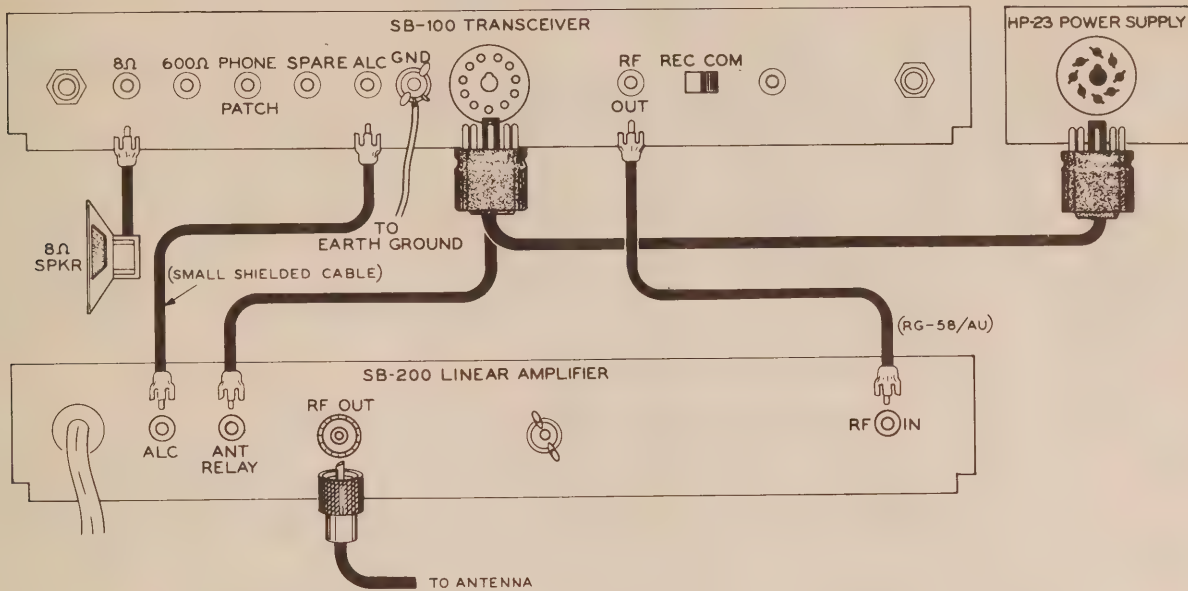 SB-100 TRANSCEIVER
HP-23 POWER SUPPLY
8Ω
600Ω
PHONE
PATCH
SPARE
ALC
GND
RF
OUT
REC COM
TO
EARTH GROUND
8Ω
SPKR
(SMALL SHIELDED CABLE)
(RG-58/AU)
SB-200 LINEAR AMPLIFIER
ALC
ANT
RELAY
RF OUT
RF IN
TO ANTENNA